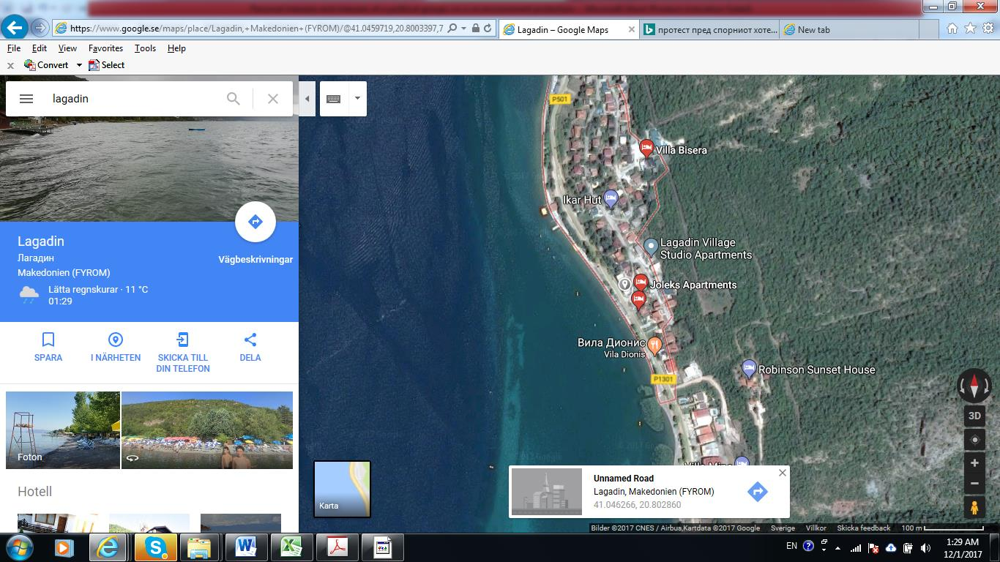 https://www.google.se/maps/place/Lagadin,+Makedonien+(FYROM)/@41.0459719,20.8003397,7
Lagadin – Google Maps
протест пред спорниот хоте...
New tab
File Edit View Favorites Tools Help
x Convert Select
lagadin
Lagadin
Лагадин
Makedonien (FYROM)
Lätta regnskurar · 11 °C
01:29
Vägbeskrivningar
SPARA
I NÄRHETEN
SKICKA TILL
DIN TELEFON
DELA
Foton
Hotell
P501
Villa Bisera
Ikar Hut
Lagadin Village
Studio Apartments
Joleks Apartments
Вила Дионис
Vila Dionis
P1301
Robinson Sunset House
Karta
Unnamed Road
Lagadin, Makedonien (FYROM)
41.046266, 20.802860
3D
Bilder ©2017 CNES / Airbus,Kartdata ©2017 Google Sverige Villkor Skicka feedback 100 m
EN
1:29 AM
12/1/2017